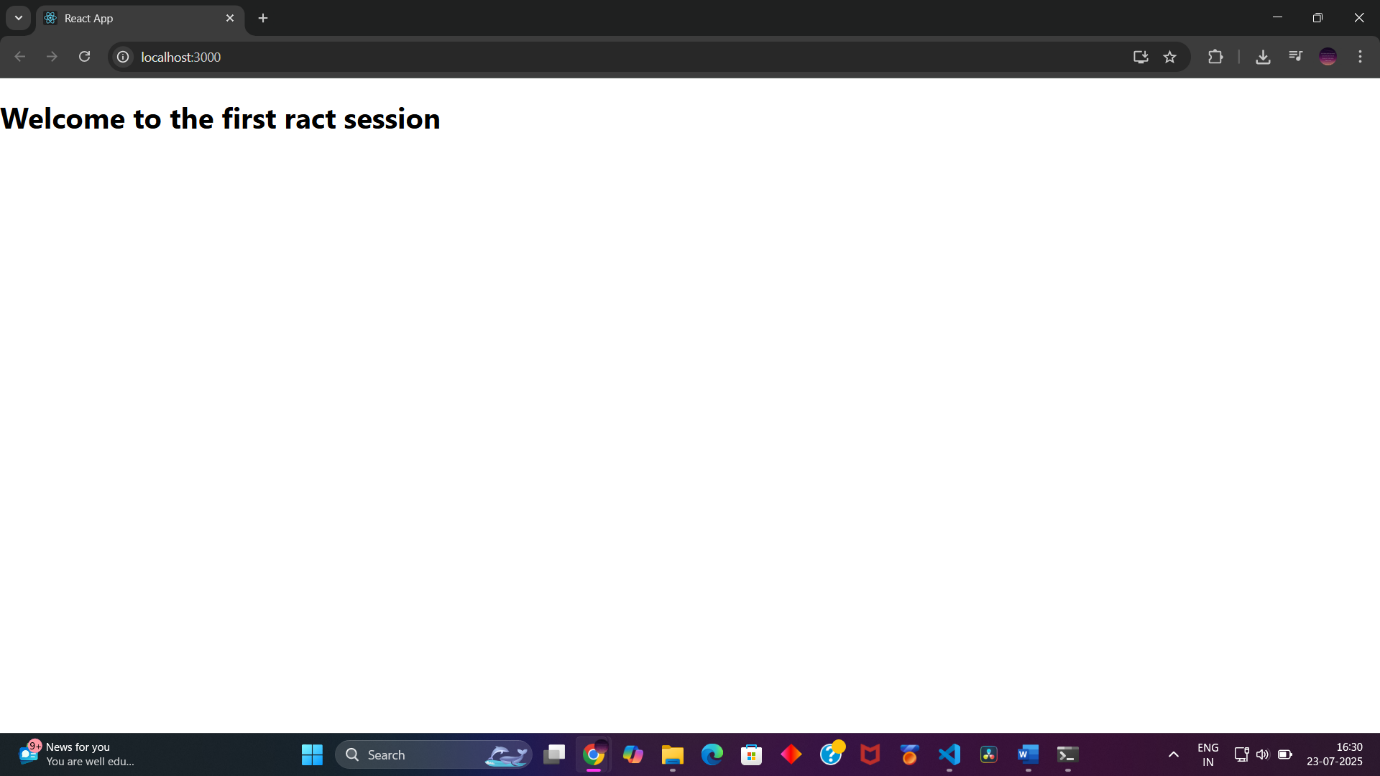 React App
localhost:3000
Welcome to the first ract session
9+
News for you
You are well edu...
Search
ENG
IN
16:30
23-07-2025